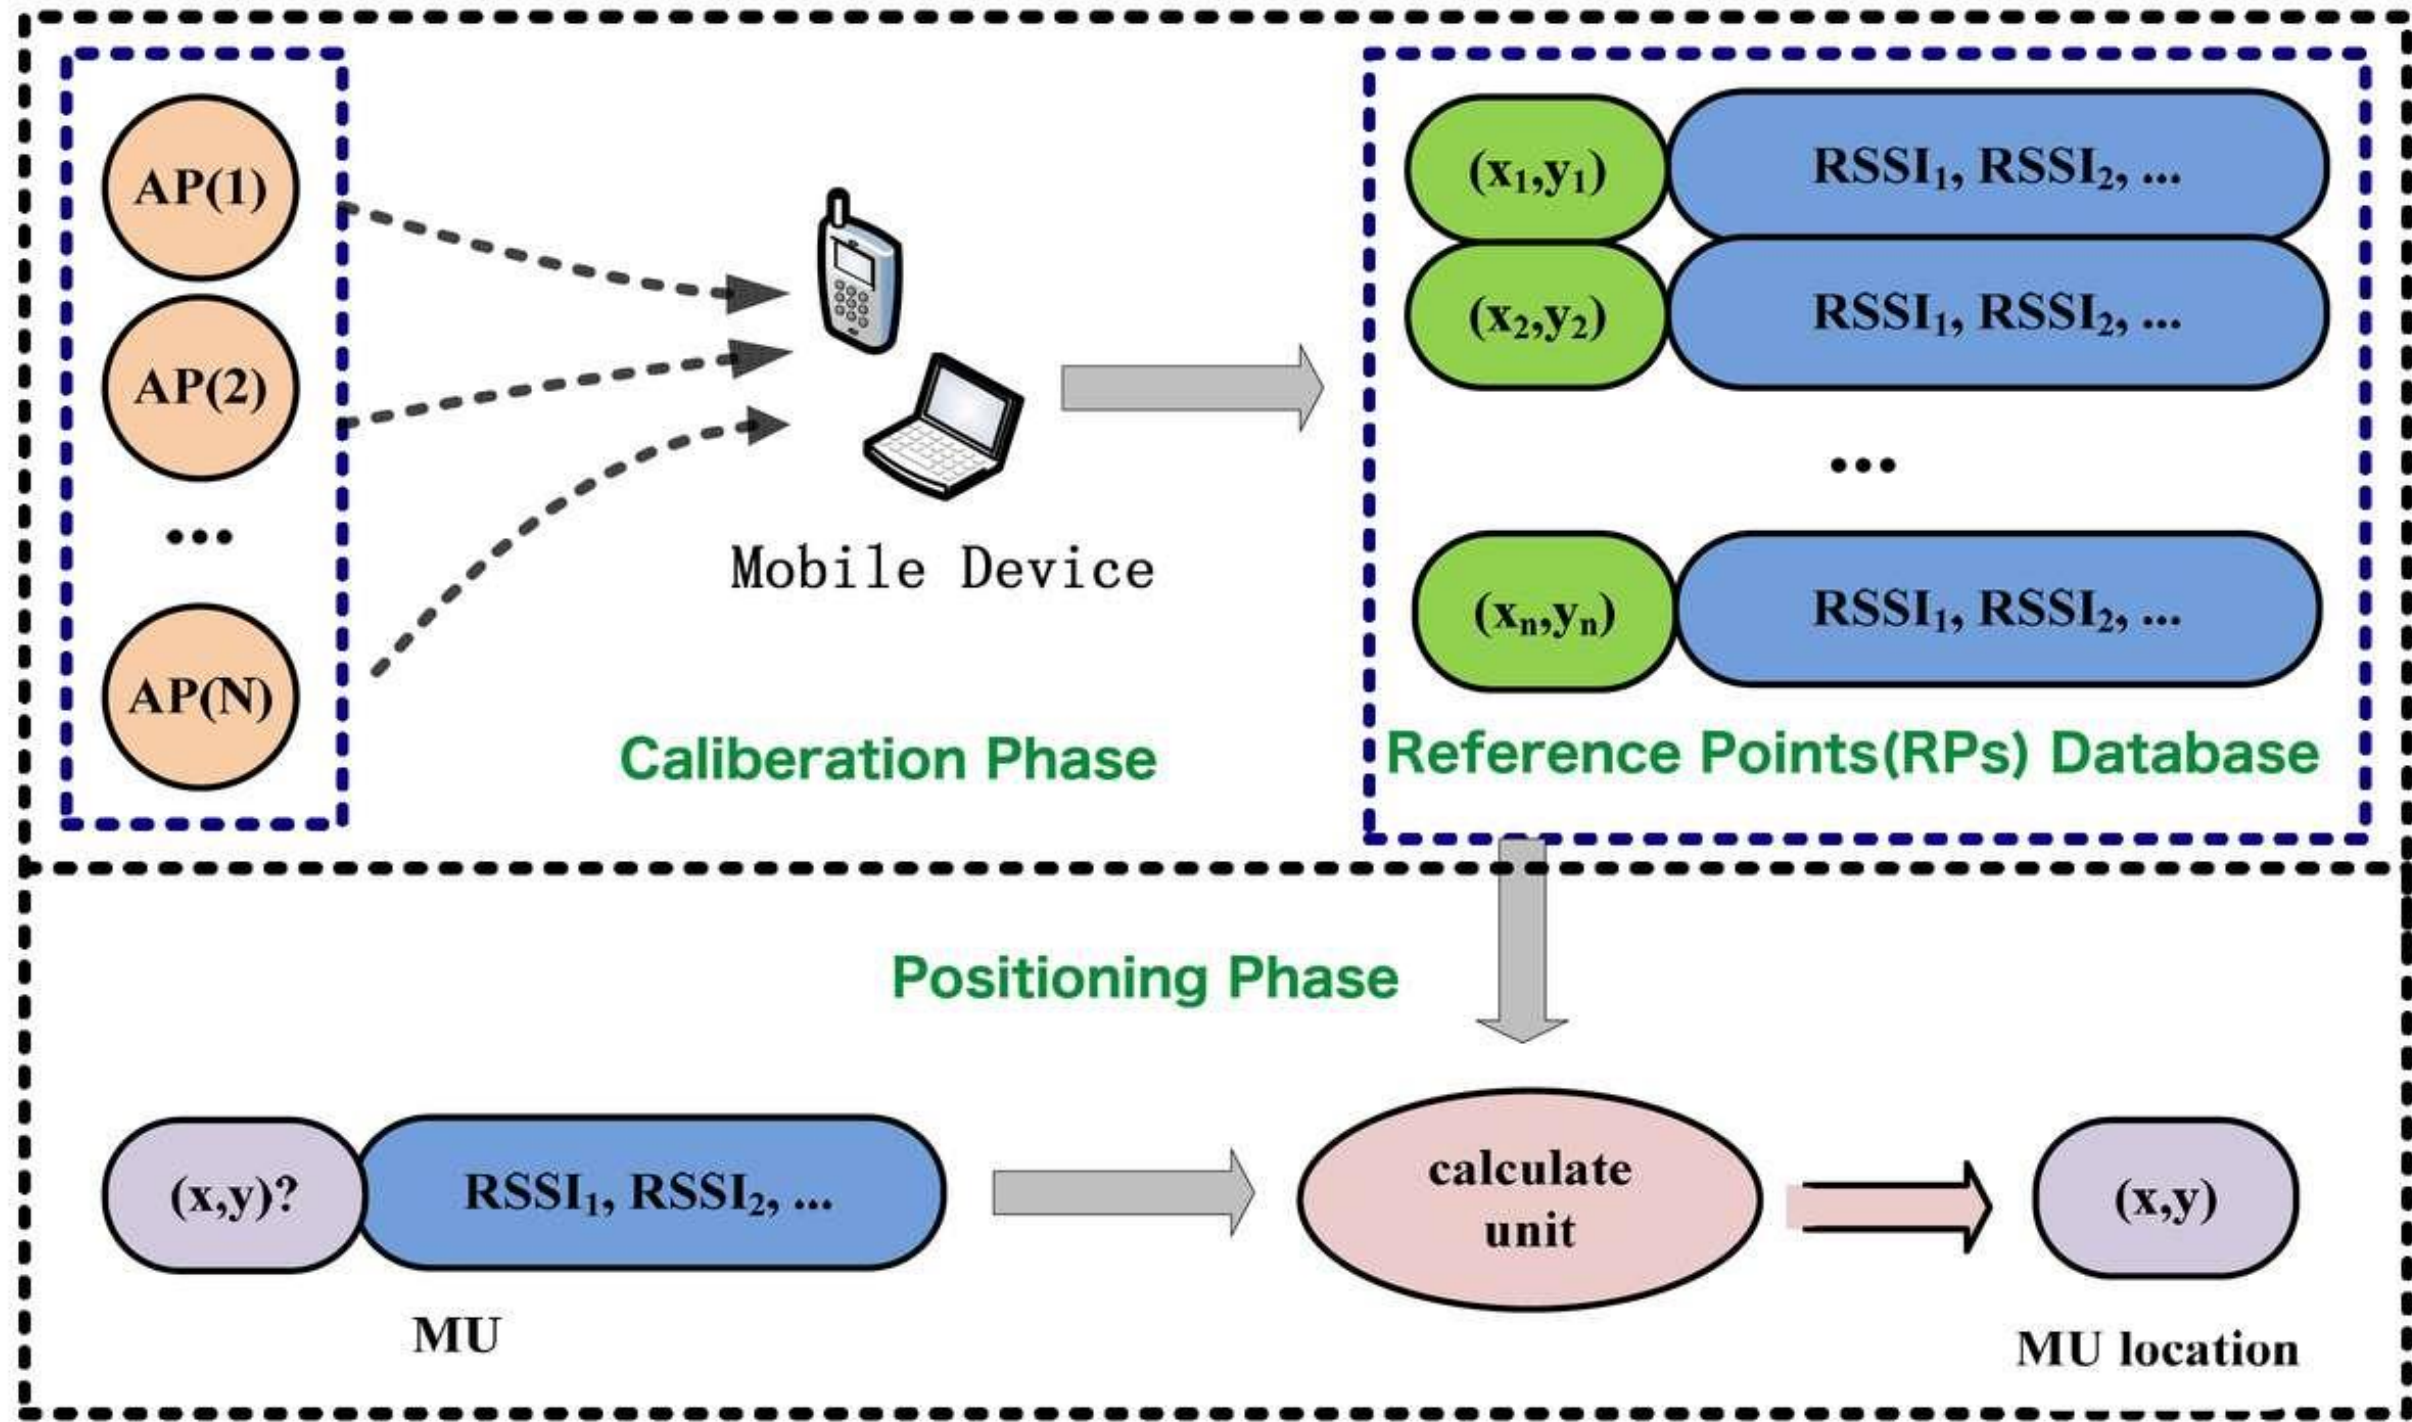 AP(1)
AP(2)
...
AP(N)
Mobile Device
Caliberation Phase
(x₁,y₁) RSSI₁, RSSI₂, ...
(x₂,y₂) RSSI₁, RSSI₂, ...
...
(xₙ,yₙ) RSSI₁, RSSI₂, ...
Reference Points(RPs) Database
Positioning Phase
(x,y)? RSSI₁, RSSI₂, ...
MU
calculate
unit
(x,y)
MU location